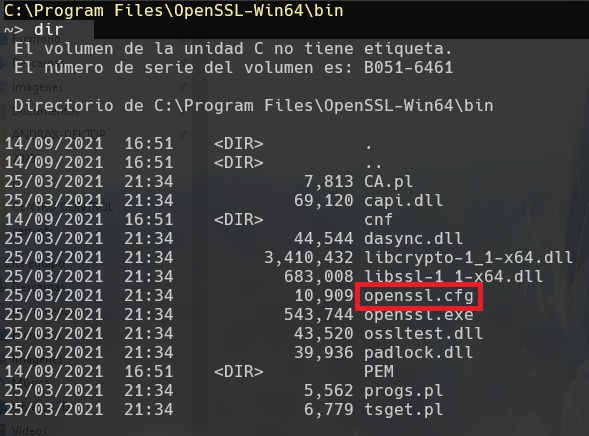 C:\Program Files\OpenSSL-Win64\bin
~> dir
El volumen de la unidad C no tiene etiqueta.
El número de serie del volumen es: B051-6461
Directorio de C:\Program Files\OpenSSL-Win64\bin
14/09/2021 16:51 <DIR> .
14/09/2021 16:51 <DIR> ..
25/03/2021 21:34 7,813 CA.pl
25/03/2021 21:34 69,120 capi.dll
14/09/2021 16:51 <DIR> cnf
25/03/2021 21:34 44,544 dasync.dll
25/03/2021 21:34 3,410,432 libcrypto-1_1-x64.dll
25/03/2021 21:34 683,008 libssl-1_1-x64.dll
25/03/2021 21:34 10,909 openssl.cfg
25/03/2021 21:34 543,744 openssl.exe
25/03/2021 21:34 43,520 ossltest.dll
25/03/2021 21:34 39,936 padlock.dll
14/09/2021 16:51 <DIR> PEM
25/03/2021 21:34 5,562 progs.pl
25/03/2021 21:34 6,779 tsget.pl
Imágenes
Vídeos